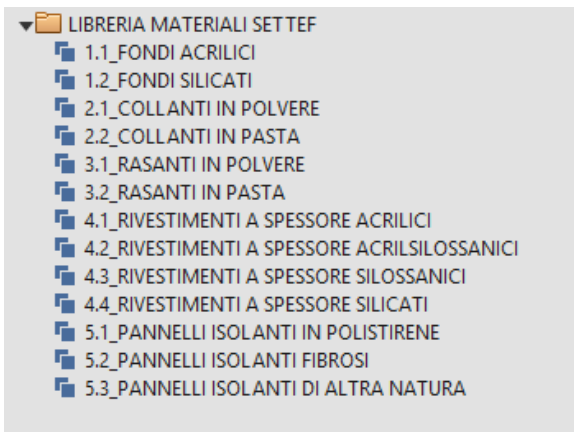 LIBRERIA MATERIALI SETTEF
1.1_FONDI ACRILICI
1.2_FONDI SILICATI
2.1_COLLANTI IN POLVERE
2.2_COLLANTI IN PASTA
3.1_RASANTI IN POLVERE
3.2_RASANTI IN PASTA
4.1_RIVESTIMENTI A SPESSORE ACRILICI
4.2_RIVESTIMENTI A SPESSORE ACRILSILOSSANICI
4.3_RIVESTIMENTI A SPESSORE SILOSSANICI
4.4_RIVESTIMENTI A SPESSORE SILICATI
5.1_PANNELLI ISOLANTI IN POLISTIRENE
5.2_PANNELLI ISOLANTI FIBROSI
5.3_PANNELLI ISOLANTI DI ALTRA NATURA